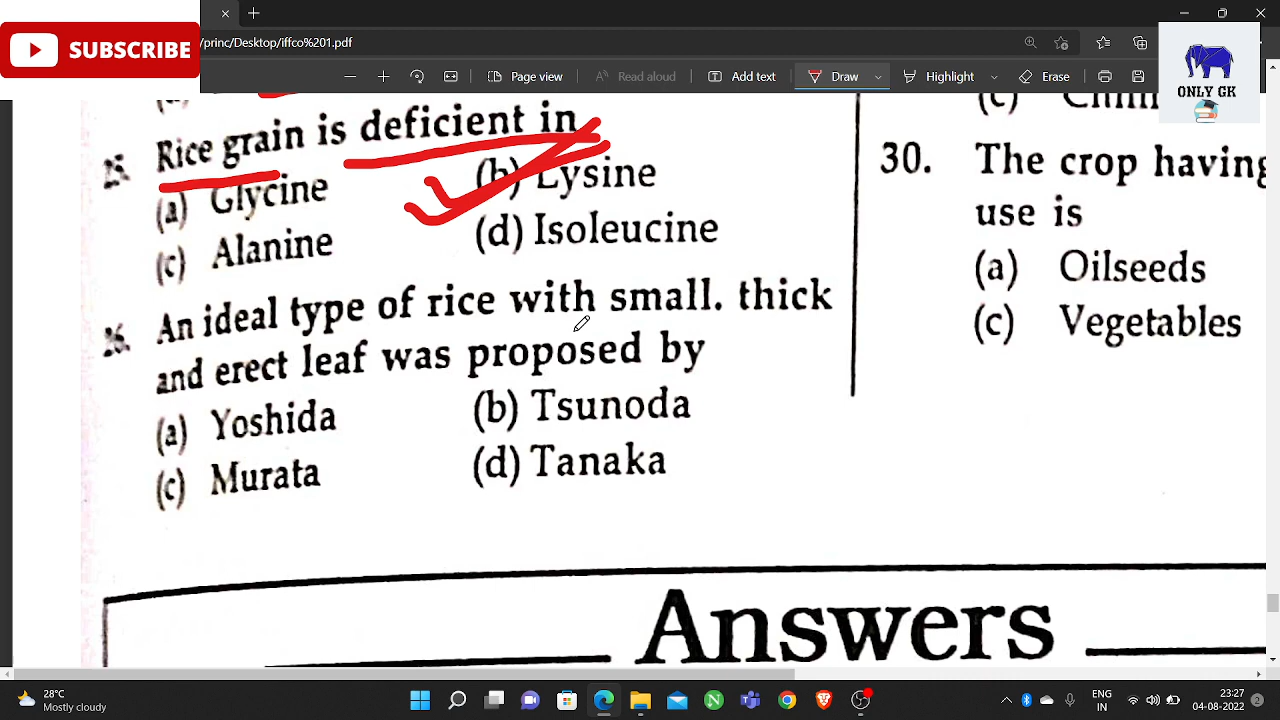 SUBSCRIBE
/princ/Desktop/iffco%201.pdf
Page view
Read aloud
Add text
Draw
Highlight
Erase
ONLY GK
25. Rice grain is deficient in
(a) Glycine
(b) Lysine
(c) Alanine
(d) Isoleucine
26. An ideal type of rice with small. thick
and erect leaf was proposed by
(a) Yoshida
(b) Tsunoda
(c) Murata
(d) Tanaka
(c)
30. The crop having
use is
(a) Oilseeds
(c) Vegetables
Answers
28°C
Mostly cloudy
ENG
IN
23:27
04-08-2022
2